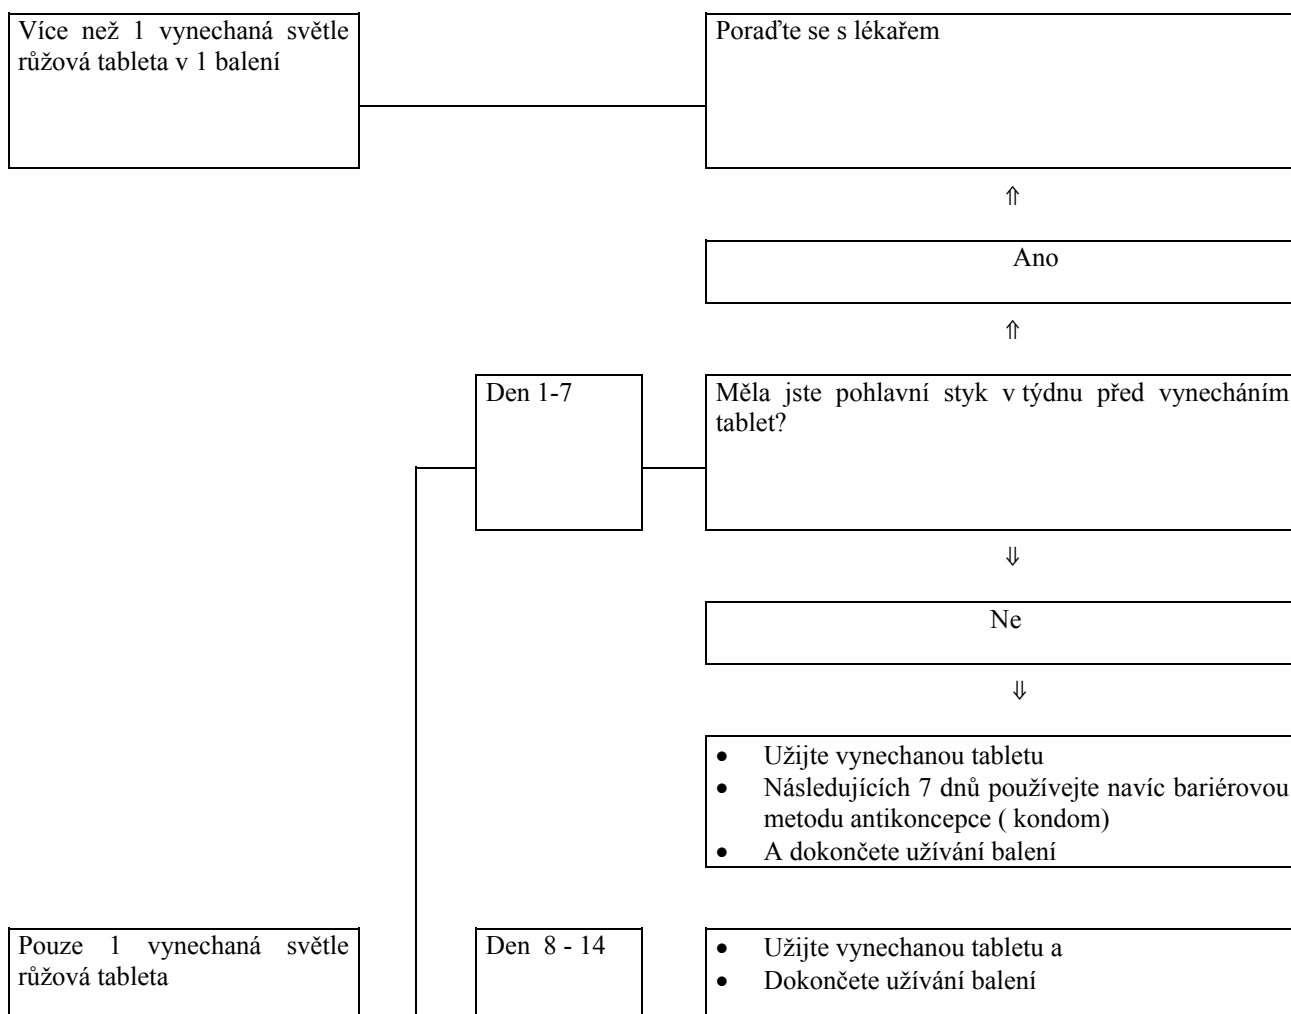 Více než 1 vynechaná světle
růžová tableta v 1 balení
Poraďte se s lékařem
⇑
Ano
⇑
Den 1-7
Měla jste pohlavní styk v týdnu před vynecháním
tablet?
⇓
Ne
⇓
• Užijte vynechanou tabletu
• Následujících 7 dnů používejte navíc bariérovou
metodu antikoncepce ( kondom)
• A dokončete užívání balení
Pouze 1 vynechaná světle
růžová tableta
Den 8 - 14
• Užijte vynechanou tabletu a
• Dokončete užívání balení